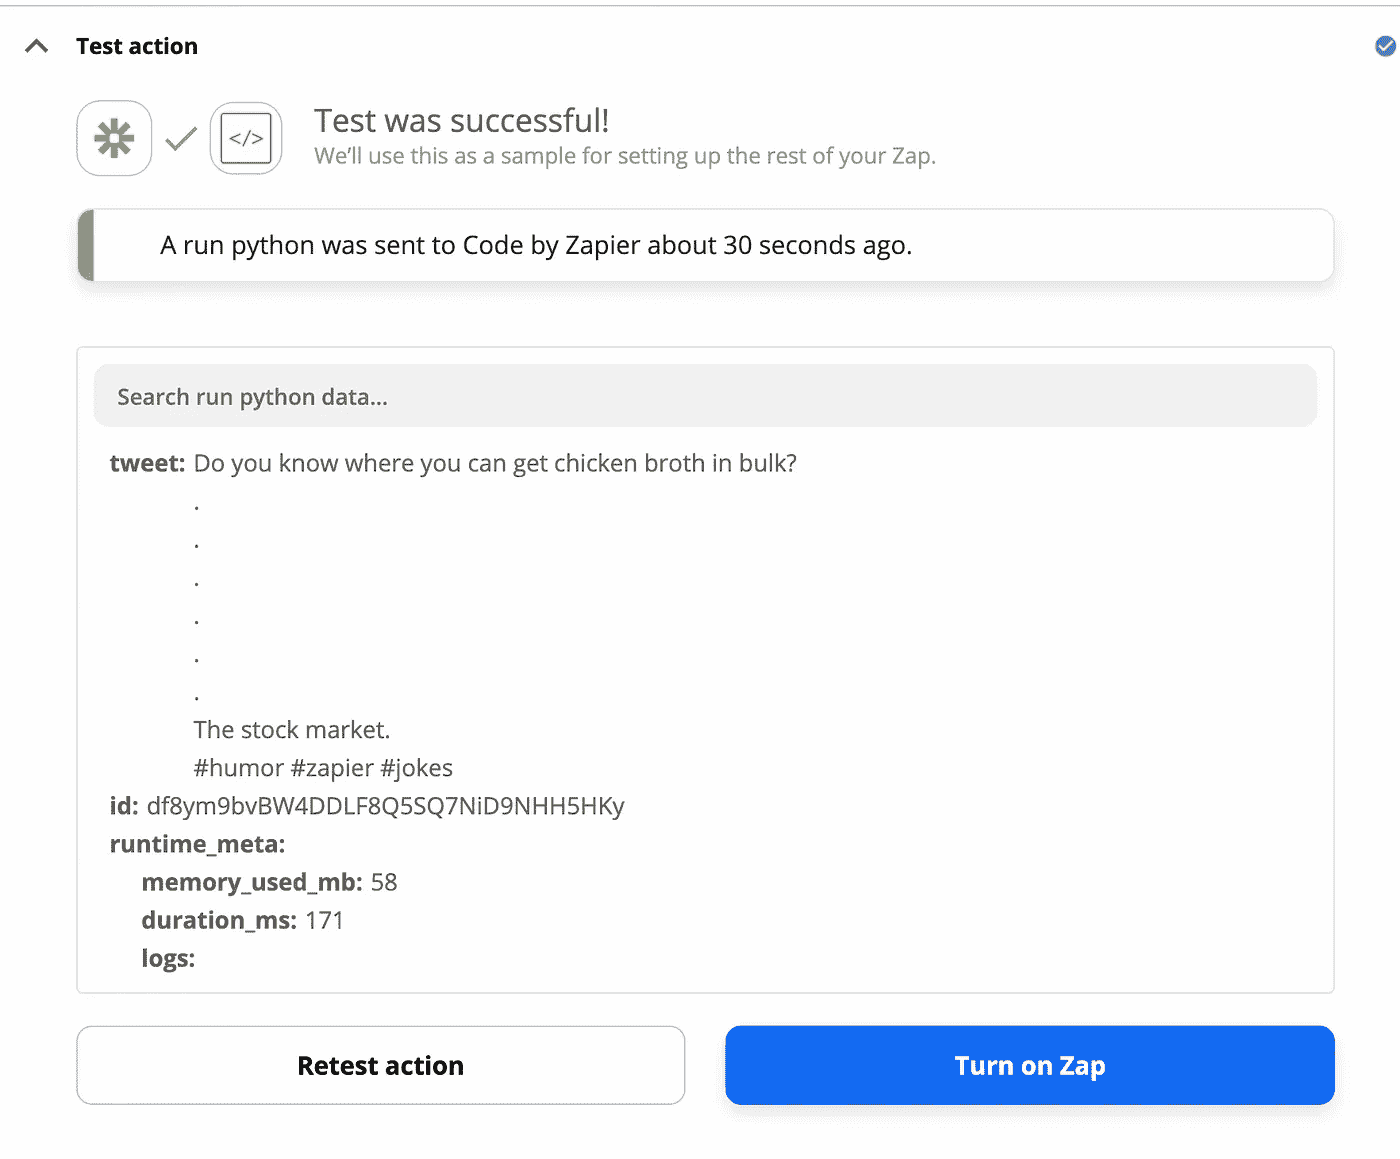 Test action
</>
Test was successful!
We’ll use this as a sample for setting up the rest of your Zap.
A run python was sent to Code by Zapier about 30 seconds ago.
Search run python data...
tweet: Do you know where you can get chicken broth in bulk?
.
.
.
.
.
.
The stock market.
#humor #zapier #jokes
id: df8ym9bvBW4DDLF8Q5SQ7NiD9NHH5HKy
runtime_meta:
memory_used_mb: 58
duration_ms: 171
logs:
Retest action
Turn on Zap